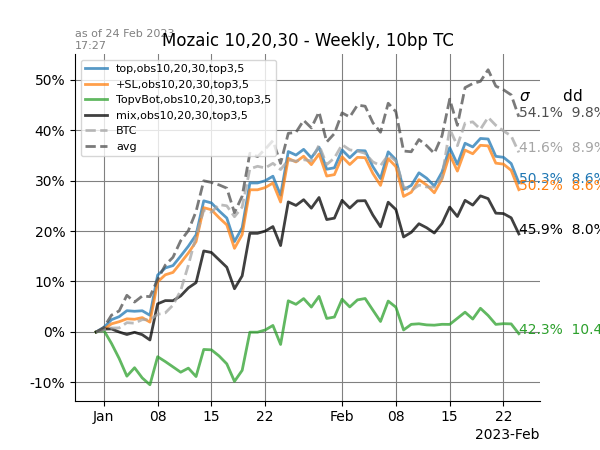 as of 24 Feb 2023
17:27
Mozaic 10,20,30 - Weekly, 10bp TC
top,obs10,20,30,top3,5
+SL,obs10,20,30,top3,5
TopvBot,obs10,20,30,top3,5
mix,obs10,20,30,top3,5
BTC
avg
σ dd
54.1% 9.8%
41.6% 8.9%
50.3% 8.6%
50.2% 8.6%
45.9% 8.0%
42.3% 10.4
50%
40%
30%
20%
10%
0%
-10%
Jan 08 15 22 Feb 08 15 22
2023-Feb